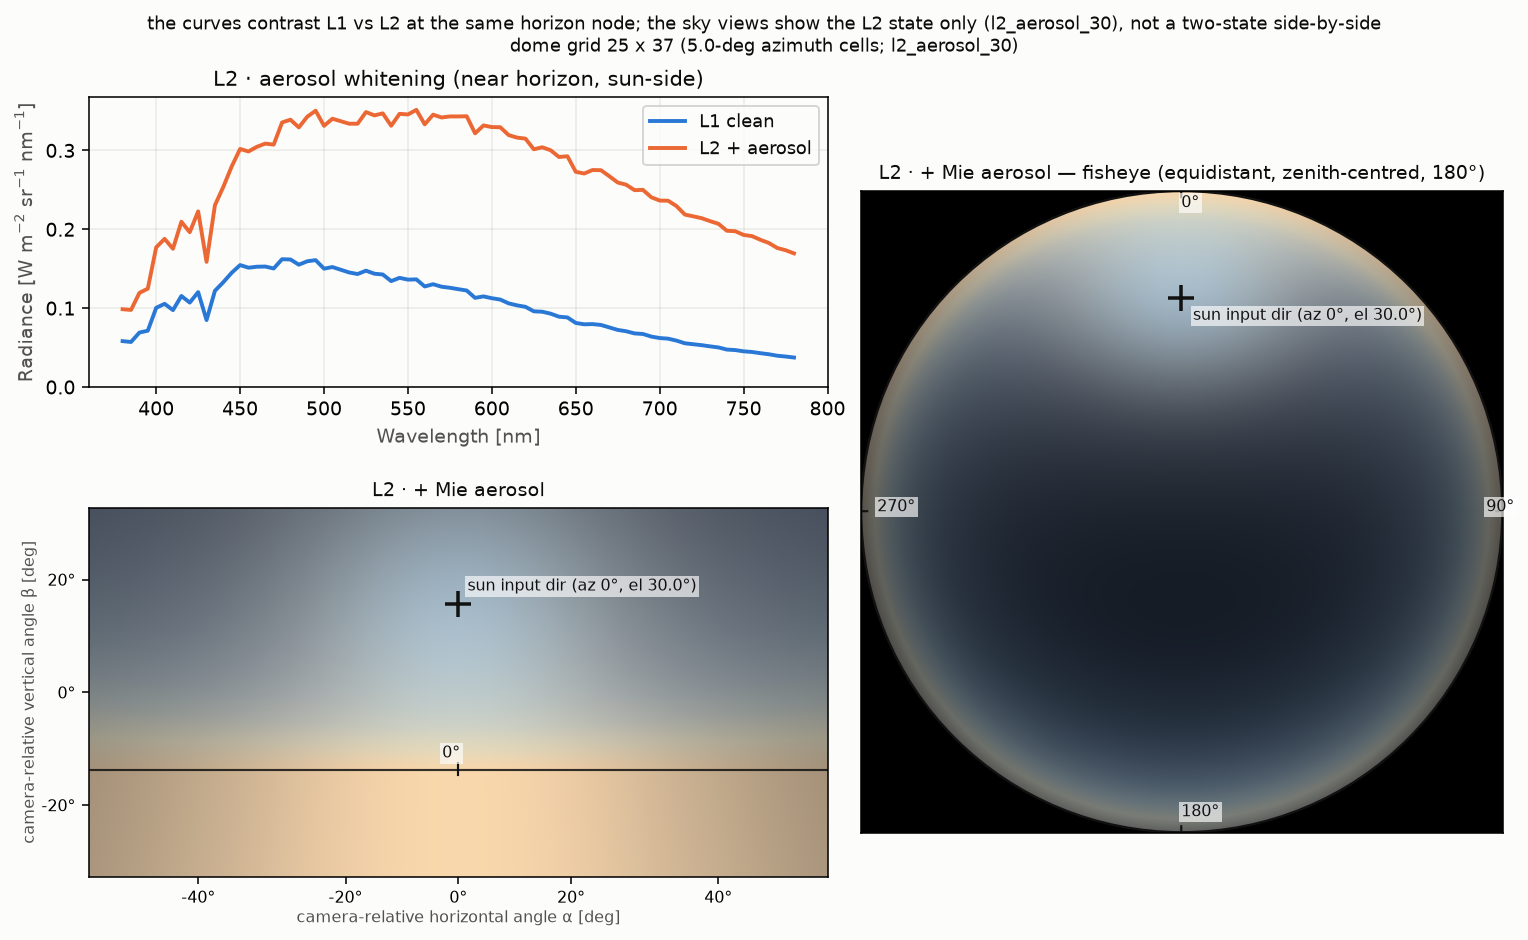 the curves contrast L1 vs L2 at the same horizon node; the sky views show the L2 state only (l2_aerosol_30), not a two-state side-by-side
dome grid 25 x 37 (5.0-deg azimuth cells; l2_aerosol_30)
L2 · aerosol whitening (near horizon, sun-side)
Radiance [W m⁻² sr⁻¹ nm⁻¹]
0.3
0.2
0.1
0.0
L1 clean
L2 + aerosol
400 450 500 550 600 650 700 750 800
Wavelength [nm]
L2 · + Mie aerosol
camera-relative vertical angle β [deg]
20°
0°
-20°
sun input dir (az 0°, el 30.0°)
0°
-40° -20° 0° 20° 40°
camera-relative horizontal angle α [deg]
L2 · + Mie aerosol — fisheye (equidistant, zenith-centred, 180°)
0°
sun input dir (az 0°, el 30.0°)
270°
90°
180°